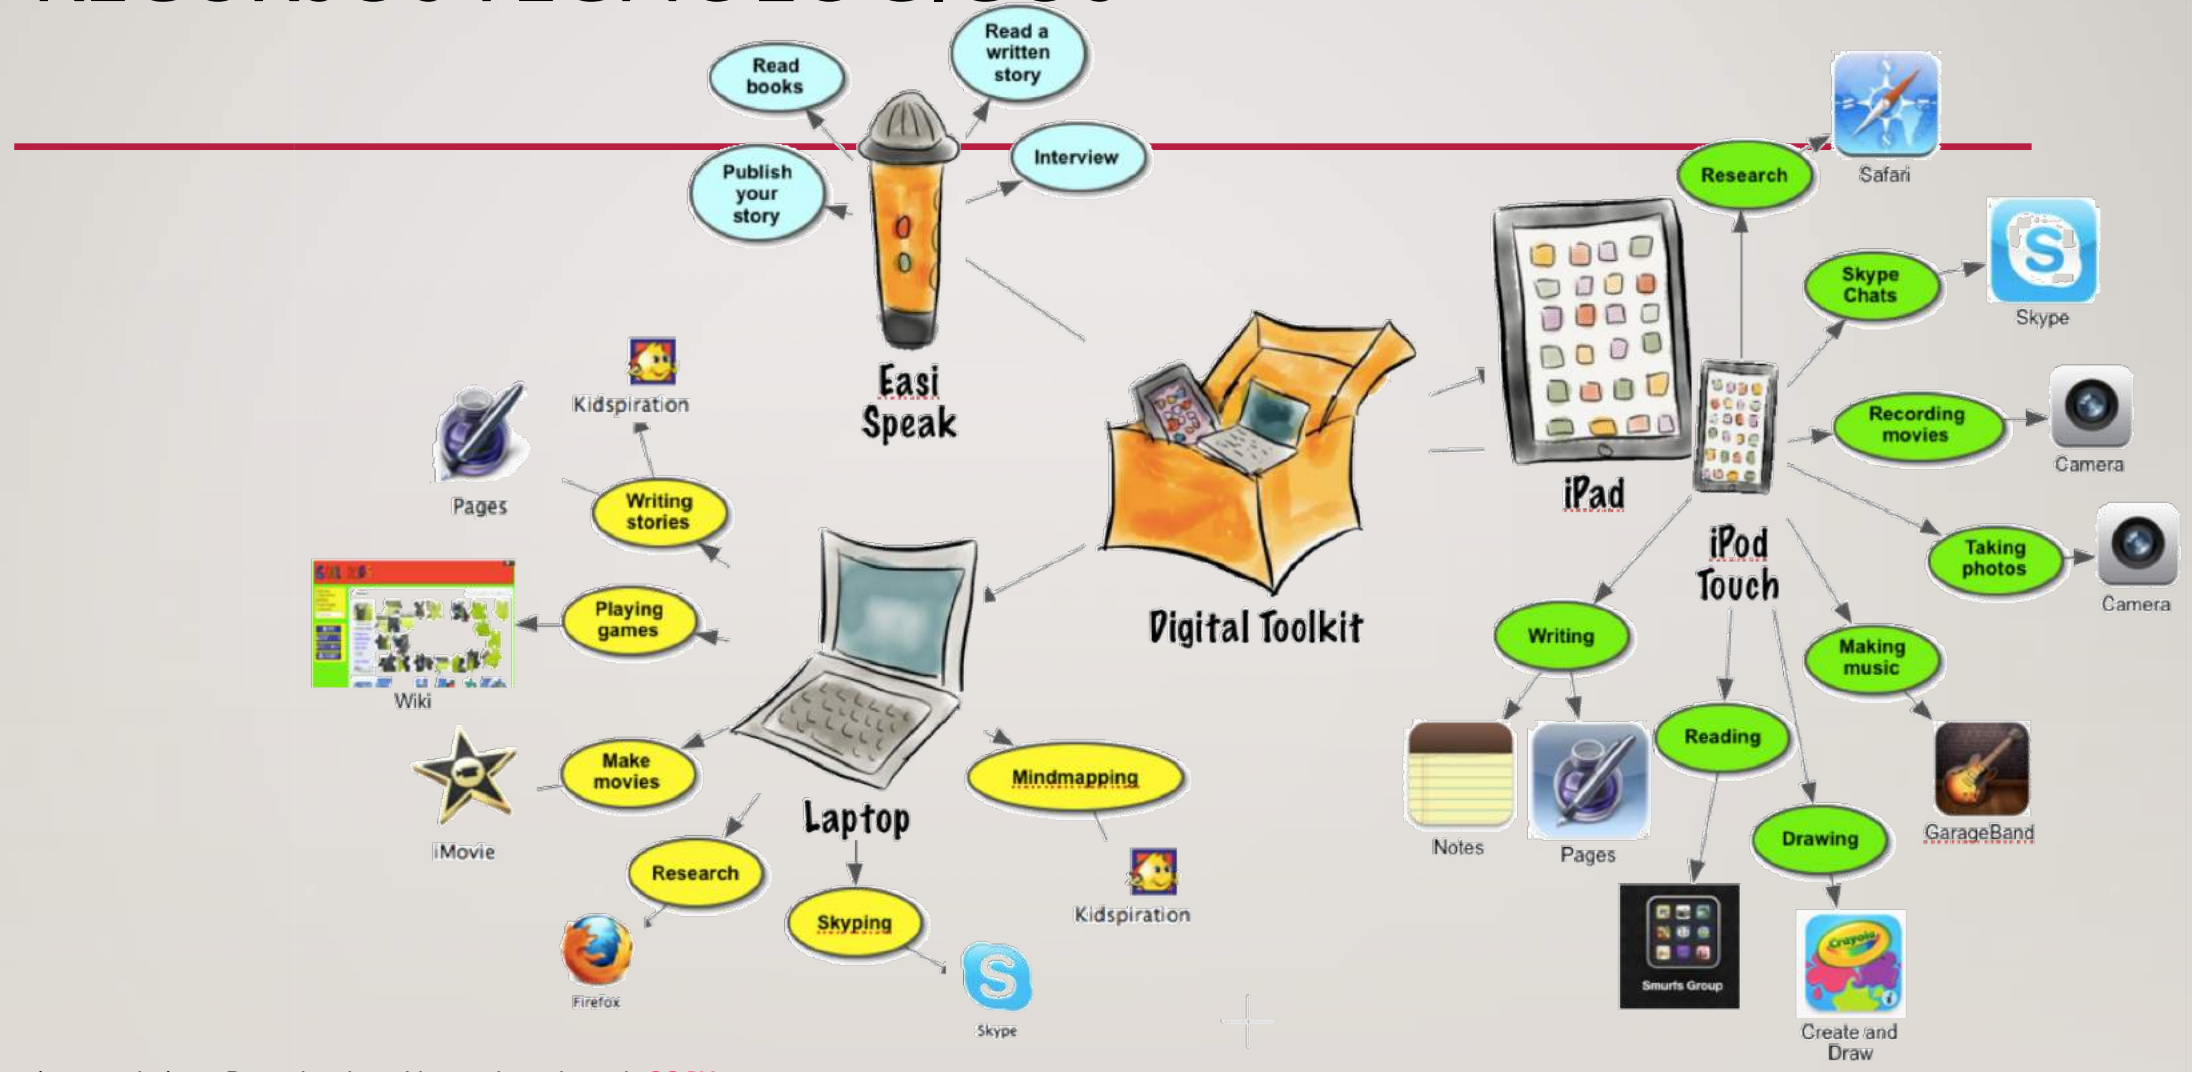 Read a
written
story
Read
books
Interview
Publish
your
story
Easi
Speak
Kidspiration
Pages
Writing
stories
Playing
games
Wiki
Make
movies
iMovie
Laptop
Mindmapping
Kidspiration
Research
Firefox
Skyping
Skype
Digital Toolkit
iPad
iPod
Touch
Research
Safari
Skype
Chats
Skype
Recording
movies
Camera
Taking
photos
Camera
Writing
Notes
Pages
Making
music
GarageBand
Reading
Smurfs Group
Drawing
Crayola
Create and
Draw